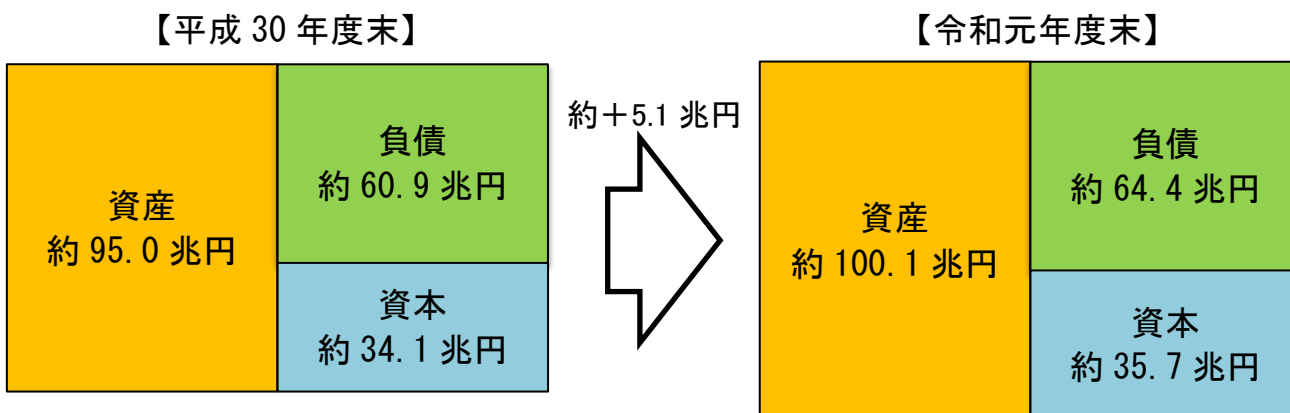 【平成 30 年度末】
資産
約 95.0 兆円
負債
約 60.9 兆円
資本
約 34.1 兆円
約＋5.1 兆円
【令和元年度末】
資産
約 100.1 兆円
負債
約 64.4 兆円
資本
約 35.7 兆円